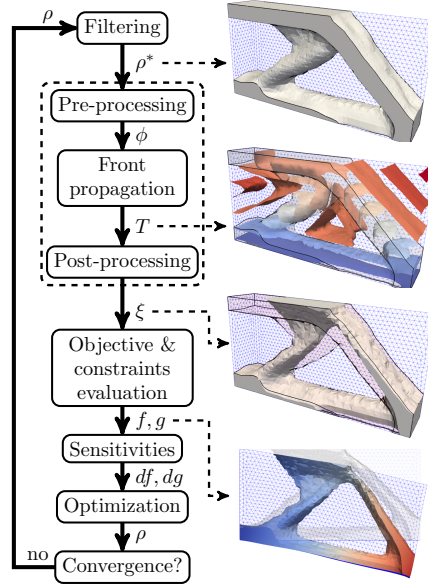 ρ
Filtering
ρ*
Pre-processing
ϕ
Front
propagation
T
Post-processing
ξ
Objective &
constraints
evaluation
f, g
Sensitivities
df, dg
Optimization
ρ
no
Convergence?